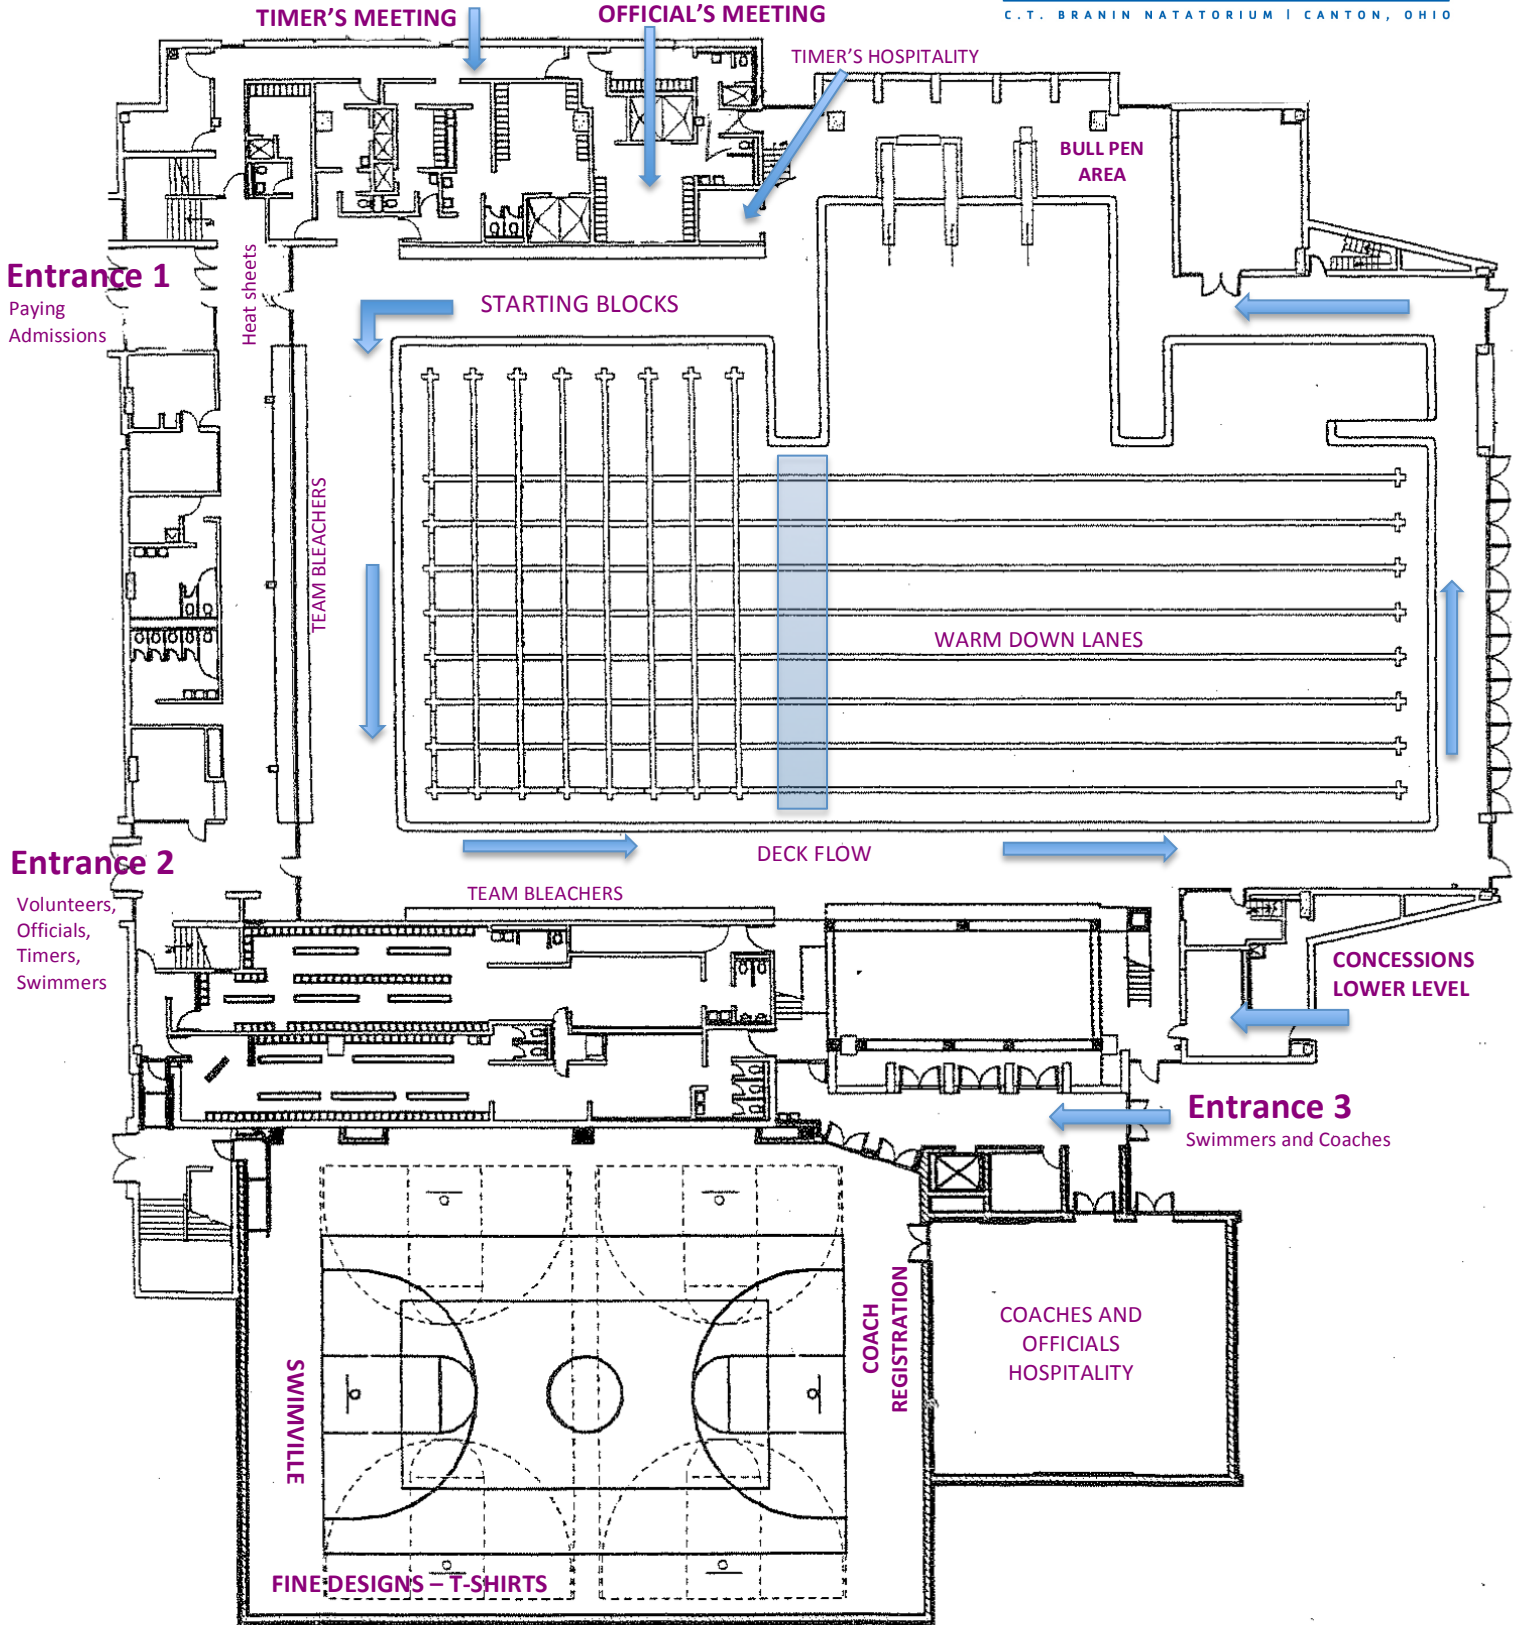 TIMER'S MEETING
OFFICIAL'S MEETING
C.T. BRANIN NATATORIUM | CANTON, OHIO
TIMER'S HOSPITALITY
BULL PEN
AREA
Entrance 1
Paying
Admissions
Heat sheets
STARTING BLOCKS
TEAM BLEACHERS
WARM DOWN LANES
DECK FLOW
Entrance 2
Volunteers,
Officials,
Timers,
Swimmers
TEAM BLEACHERS
CONCESSIONS
LOWER LEVEL
Entrance 3
Swimmers and Coaches
COACH
REGISTRATION
COACHES AND
OFFICIALS
HOSPITALITY
SWIMVILLE
FINE DESIGNS – T-SHIRTS